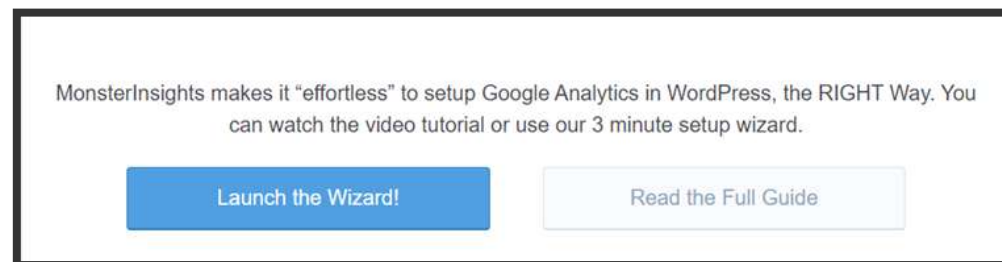 MonsterInsights makes it “effortless” to setup Google Analytics in WordPress, the RIGHT Way. You
can watch the video tutorial or use our 3 minute setup wizard.
Launch the Wizard!
Read the Full Guide